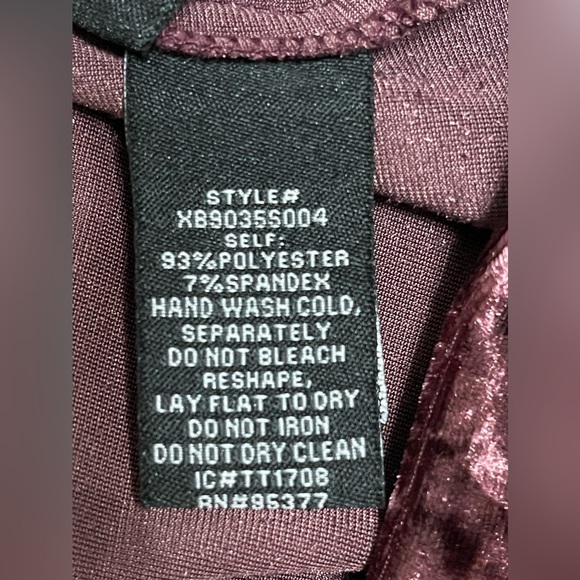 STYLE#
XB9035S004
SELF:
93%POLYESTER
7%SPANDEX
HAND WASH COLD,
SEPARATELY
DO NOT BLEACH
RESHAPE,
LAY FLAT TO DRY
DO NOT IRON
DO NOT DRY CLEAN
IC#TT1708
RN#95377